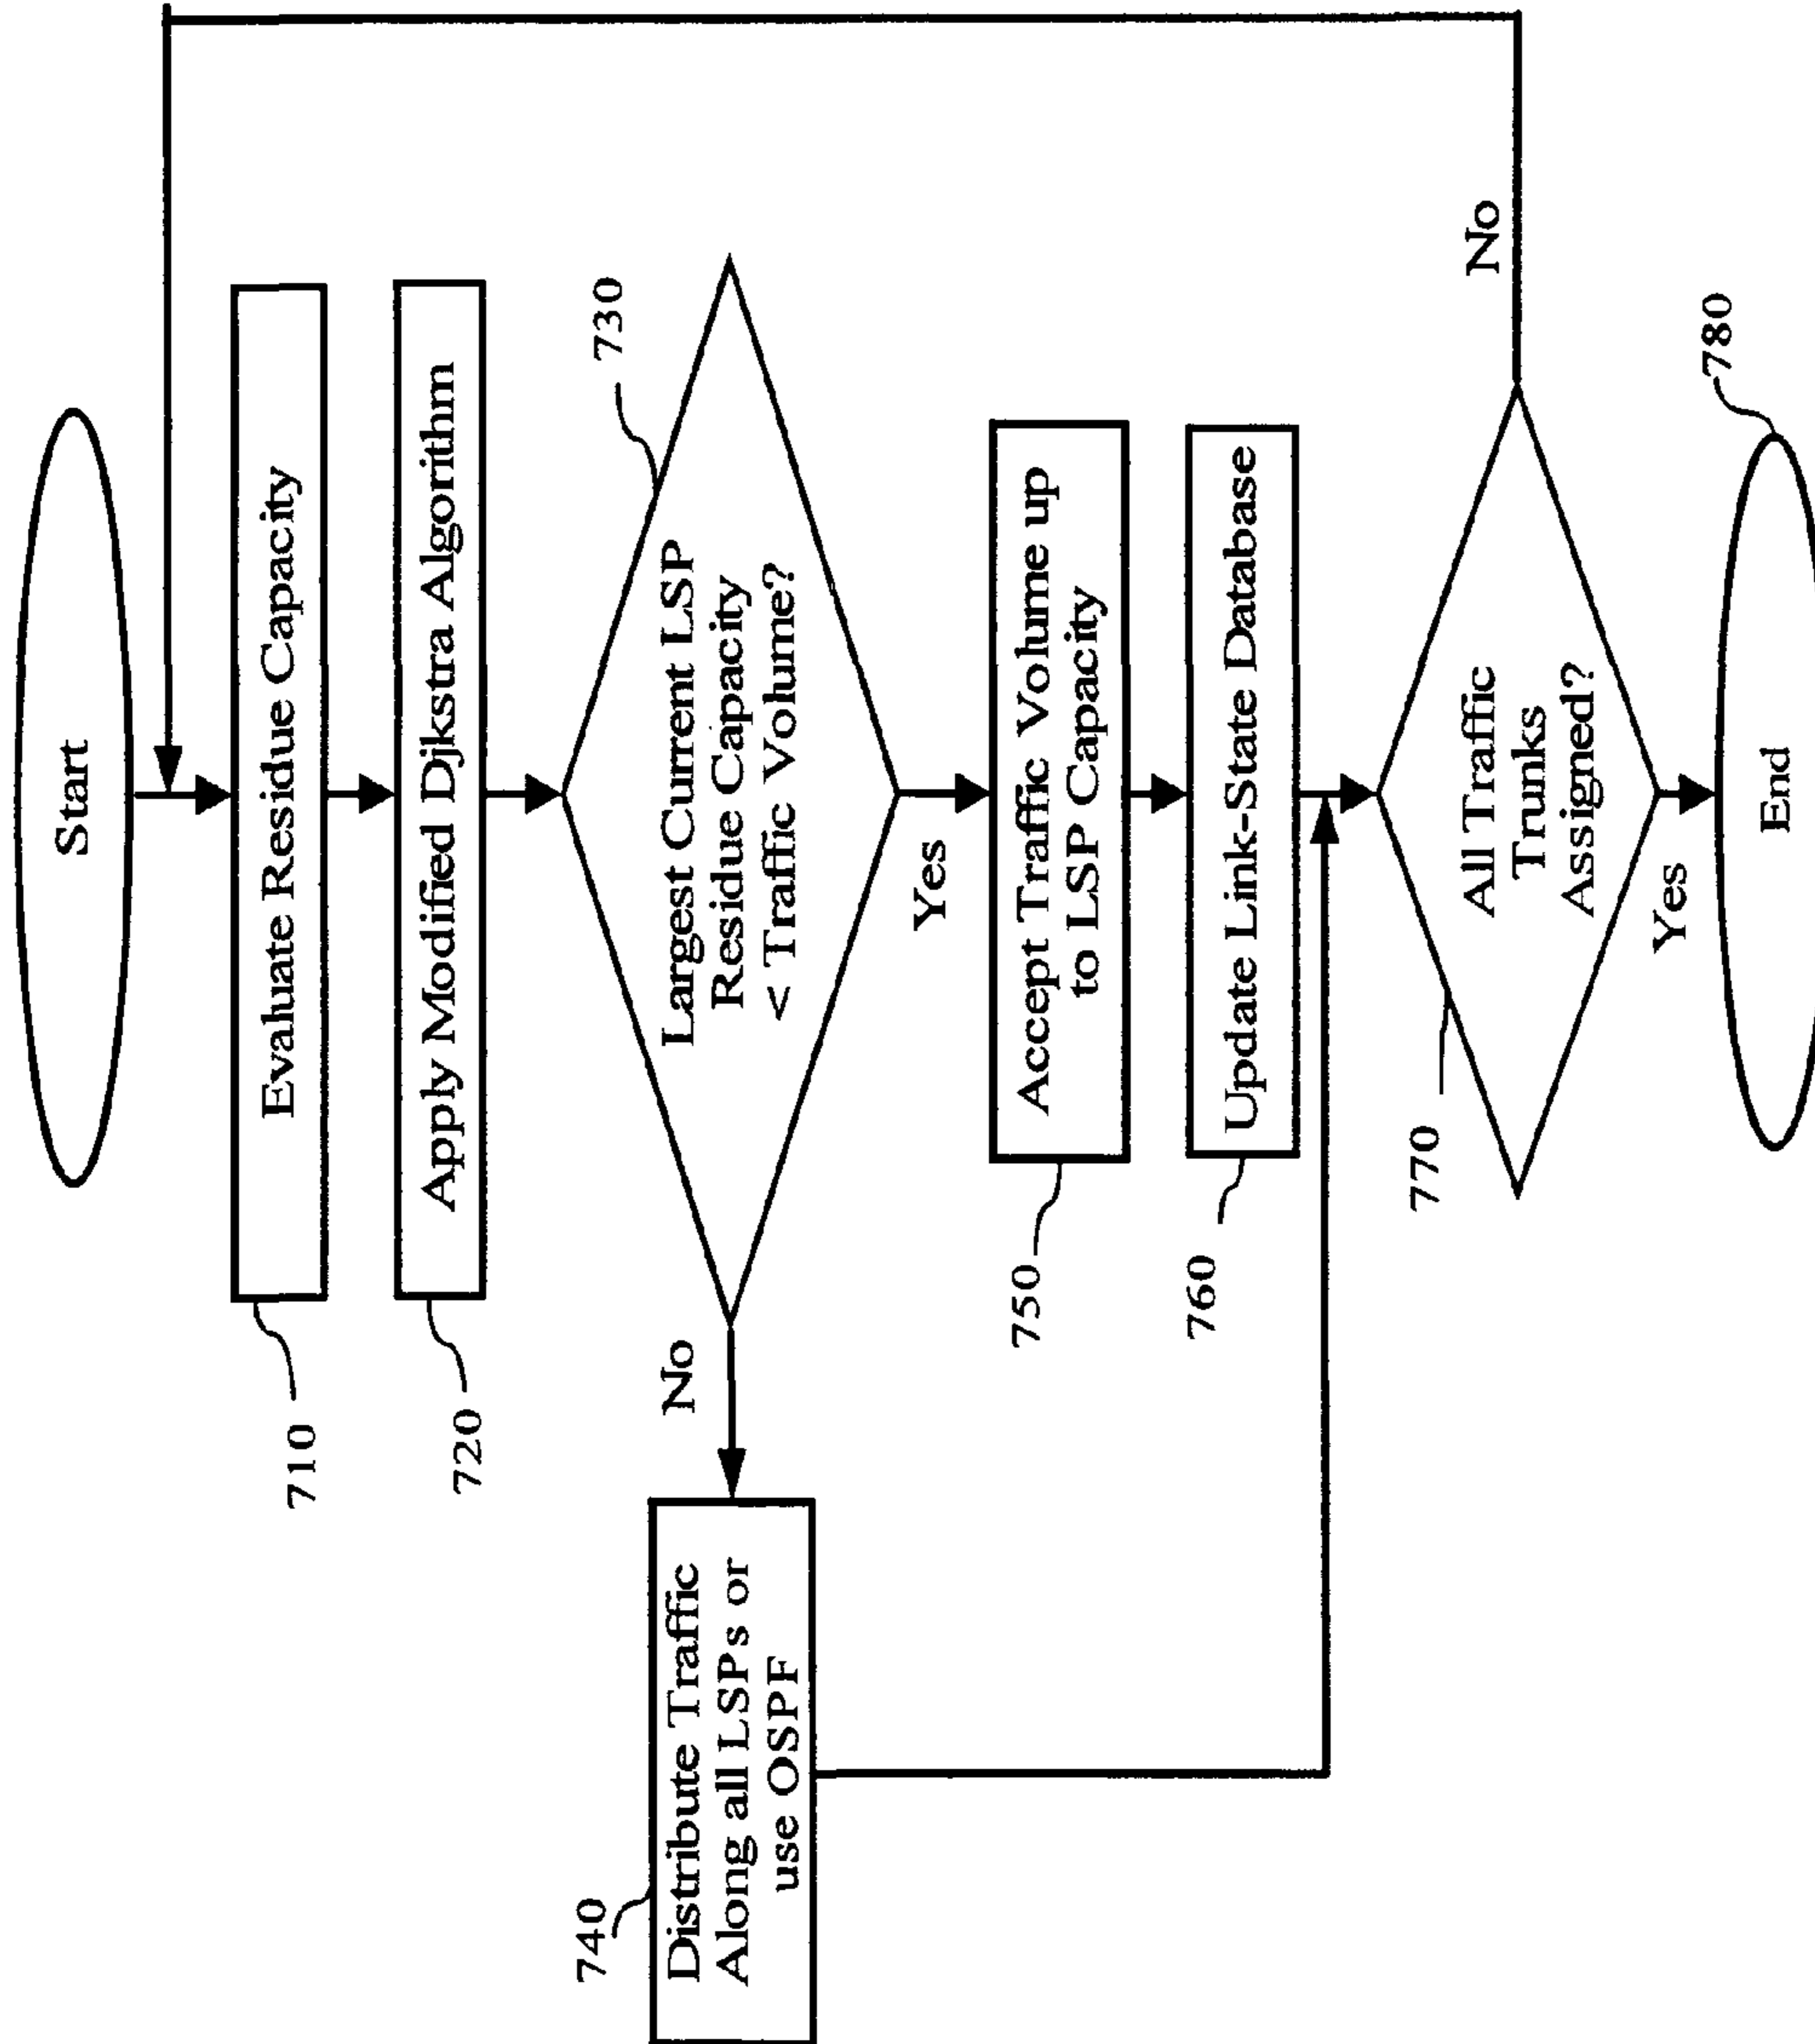 Start
Evaluate Residue Capacity
710
Apply Modified Djkstra Algorithm
720
Largest Current LSP
Residue Capacity
< Traffic Volume?
730
No
Yes
740
Distribute Traffic
Along all LSPs or
use OSPF
Accept Traffic Volume up
to LSP Capacity
750
Update Link-State Database
760
All Traffic
Trunks
Assigned?
770
No
Yes
End
780